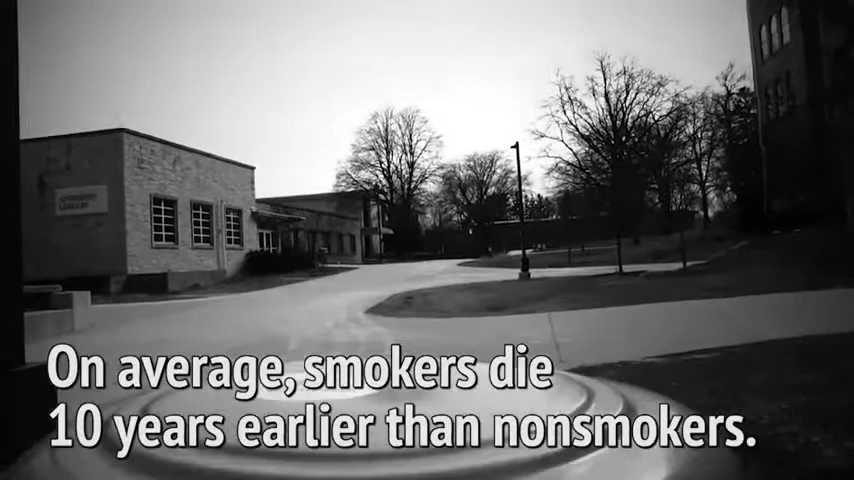 On average, smokers die
10 years earlier than nonsmokers.